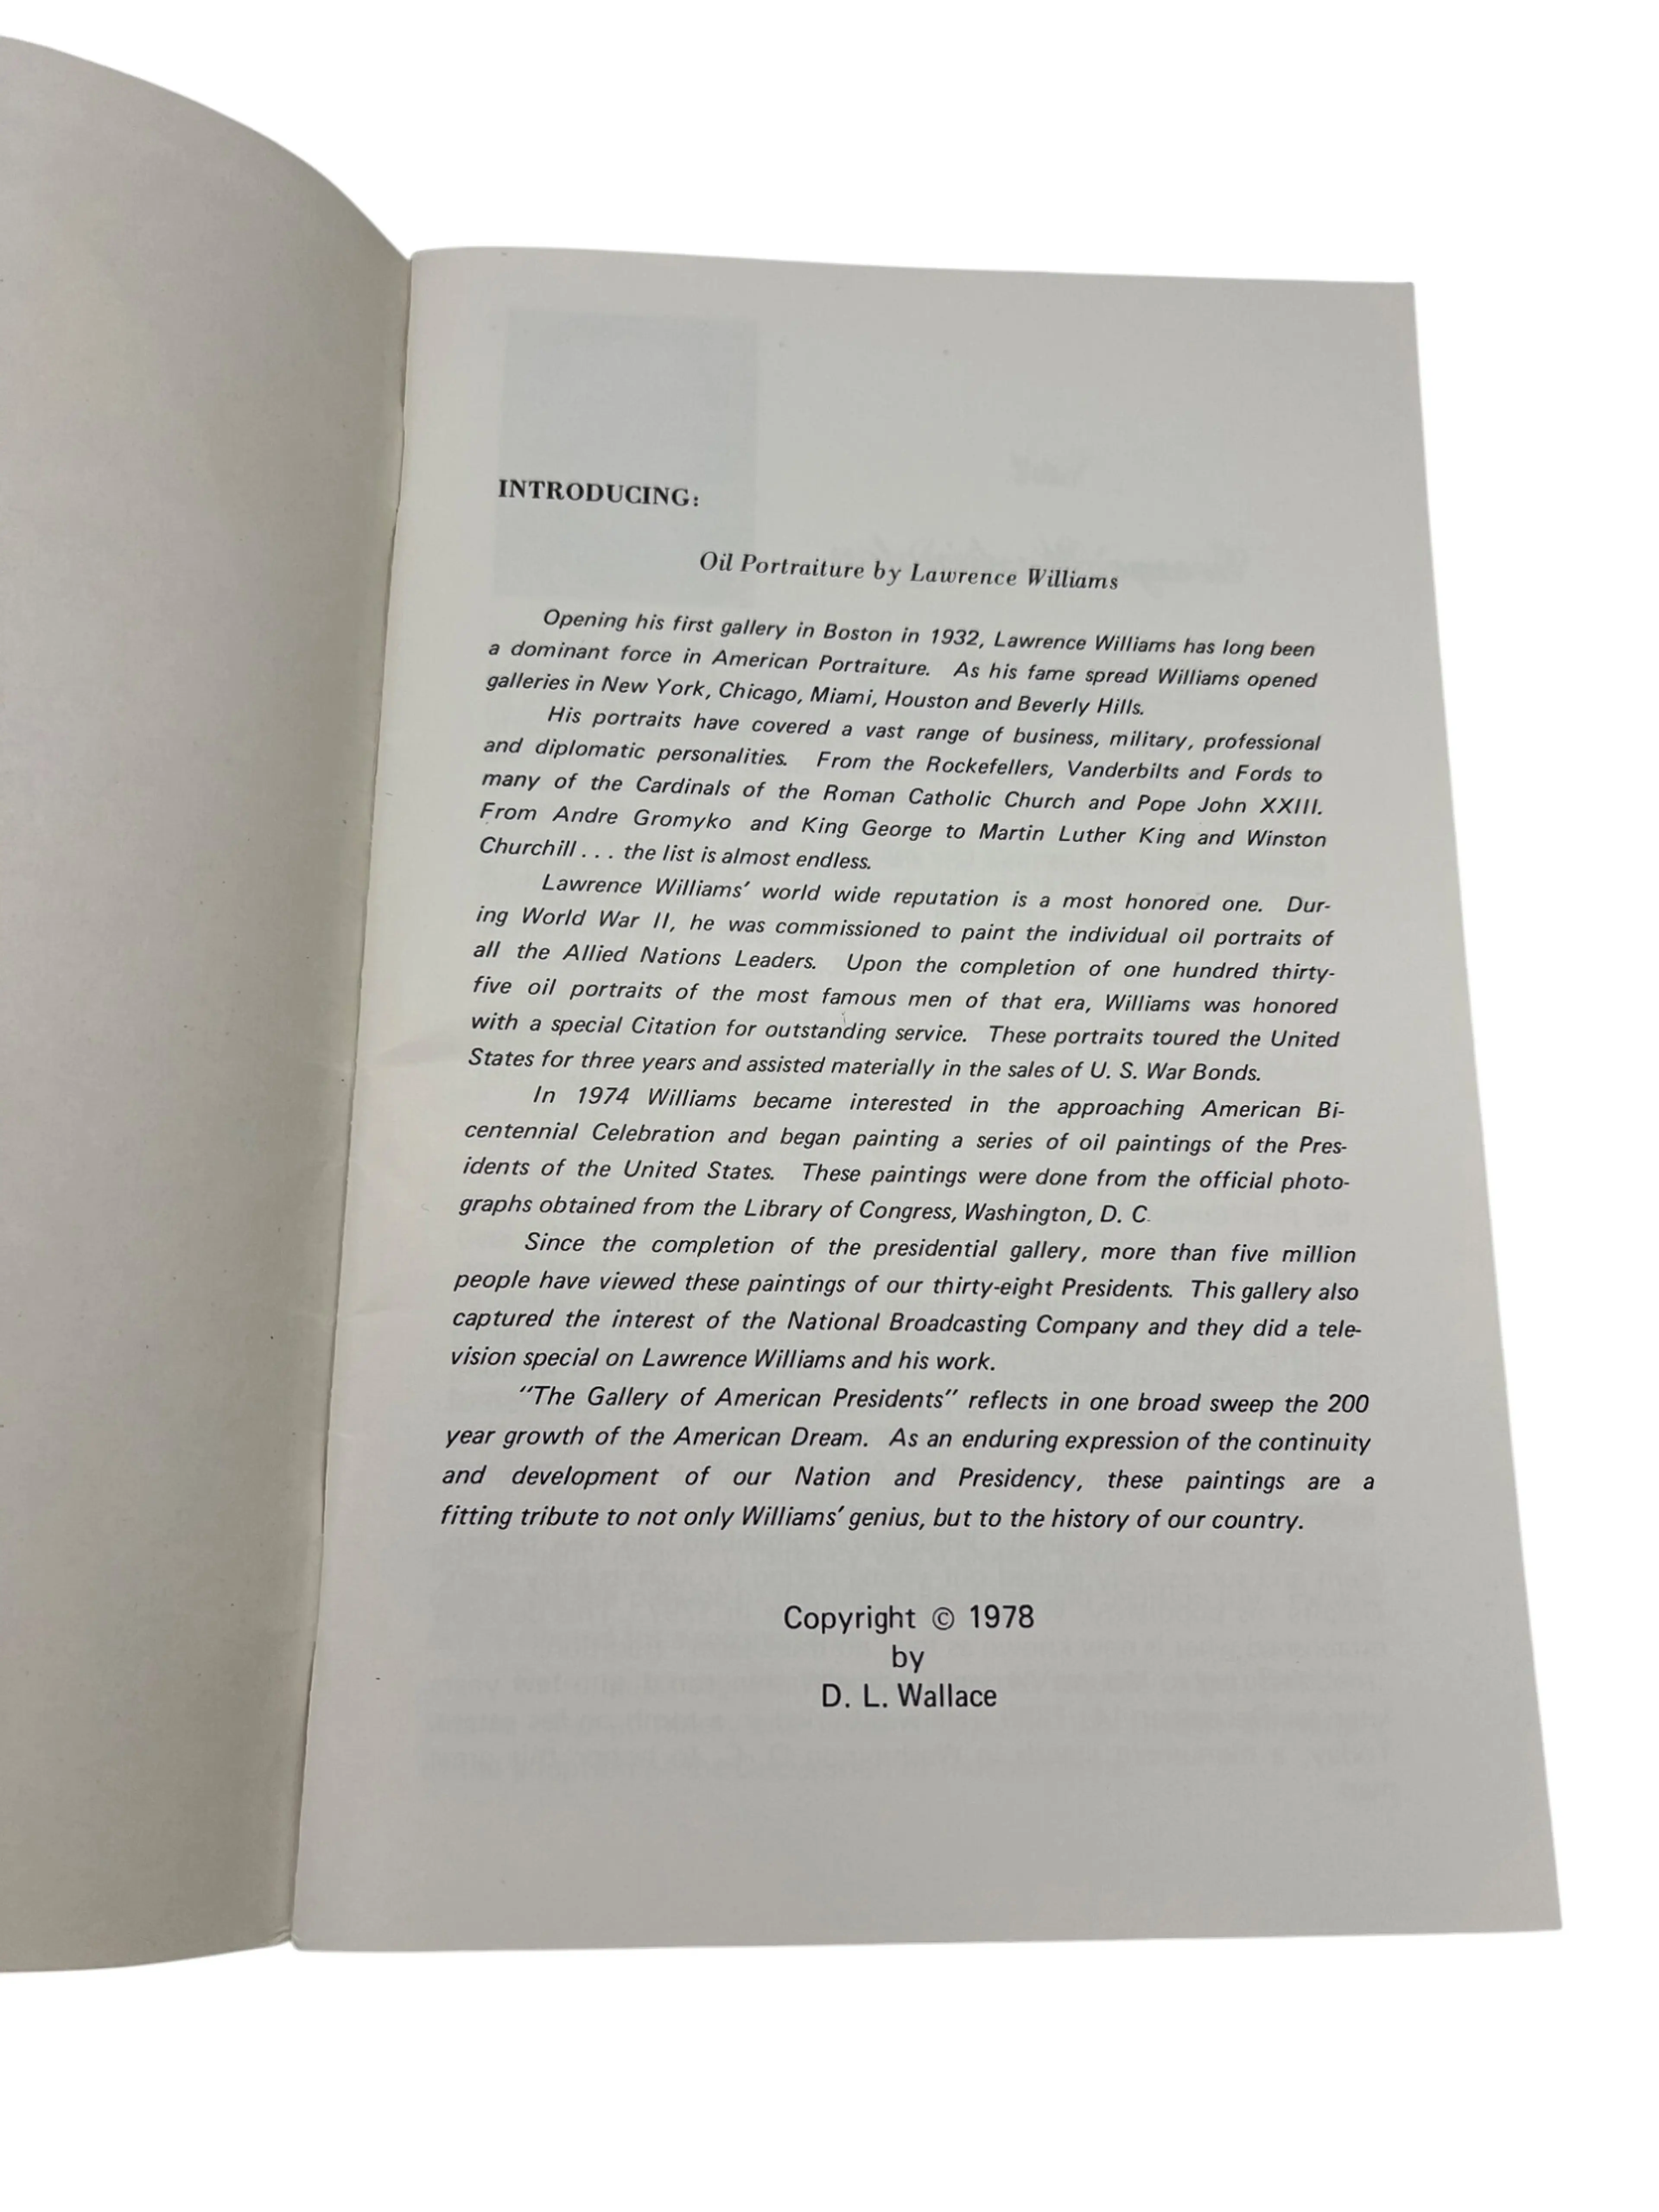 INTRODUCING:
Oil Portraiture by Lawrence Williams
Opening his first gallery in Boston in 1932, Lawrence Williams has long been
a dominant force in American Portraiture. As his fame spread Williams opened
galleries in New York, Chicago, Miami, Houston and Beverly Hills.
His portraits have covered a vast range of business, military, professional
and diplomatic personalities. From the Rockefellers, Vanderbilts and Fords to
many of the Cardinals of the Roman Catholic Church and Pope John XXIII.
From Andre Gromyko and King George to Martin Luther King and Winston
Churchill . . . the list is almost endless.
Lawrence Williams' world wide reputation is a most honored one. Dur-
ing World War II, he was commissioned to paint the individual oil portraits of
all the Allied Nations Leaders. Upon the completion of one hundred thirty-
five oil portraits of the most famous men of that era, Williams was honored
with a special Citation for outstanding service. These portraits toured the United
States for three years and assisted materially in the sales of U. S. War Bonds.
In 1974 Williams became interested in the approaching American Bi-
centennial Celebration and began painting a series of oil paintings of the Pres-
idents of the United States. These paintings were done from the official photo-
graphs obtained from the Library of Congress, Washington, D. C.
Since the completion of the presidential gallery, more than five million
people have viewed these paintings of our thirty-eight Presidents. This gallery also
captured the interest of the National Broadcasting Company and they did a tele-
vision special on Lawrence Williams and his work.
"The Gallery of American Presidents" reflects in one broad sweep the 200
year growth of the American Dream. As an enduring expression of the continuity
and development of our Nation and Presidency, these paintings are a
fitting tribute to not only Williams' genius, but to the history of our country.
Copyright © 1978
by
D. L. Wallace